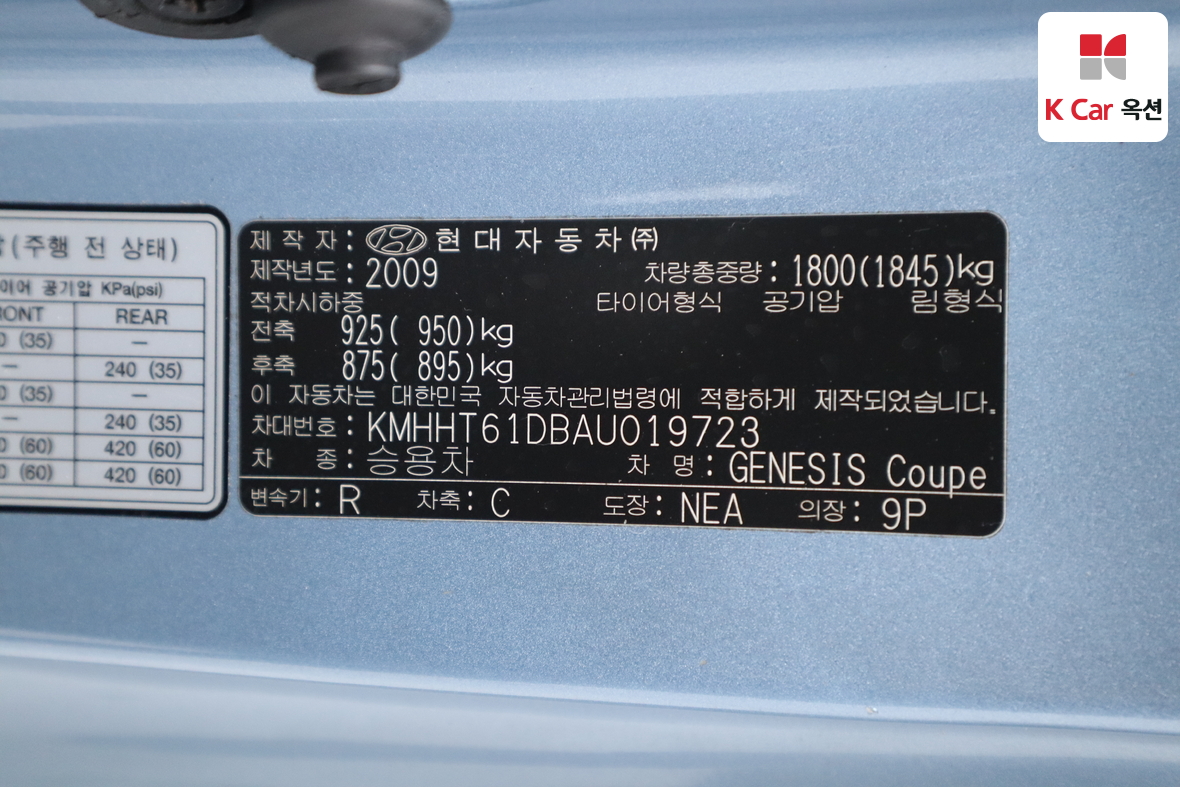 K Car 옥션
(주행 전 상태)
이어 공기압 KPa(psi)
REAR
(35) —
— 240 (35)
(35) —
— 240 (35)
(60) 420 (60)
(60) 420 (60)
제 작 자 : 현 대 자 동 차 ㈜
제작년도 : 2009 차량총중량 : 1800(1845)kg
적차시하중 타이어형식 공기압 림형식
전축 925( 950)kg
후축 875( 895)kg
이 자동차는 대한민국 자동차관리법령에 적합하게 제작되었습니다.
차대번호 : KMHHT61DBAU019723
차 종 : 승용차 차 명 : GENESIS Coupe
변속기 : R 차축 : C 도장 : NEA 의장 : 9P